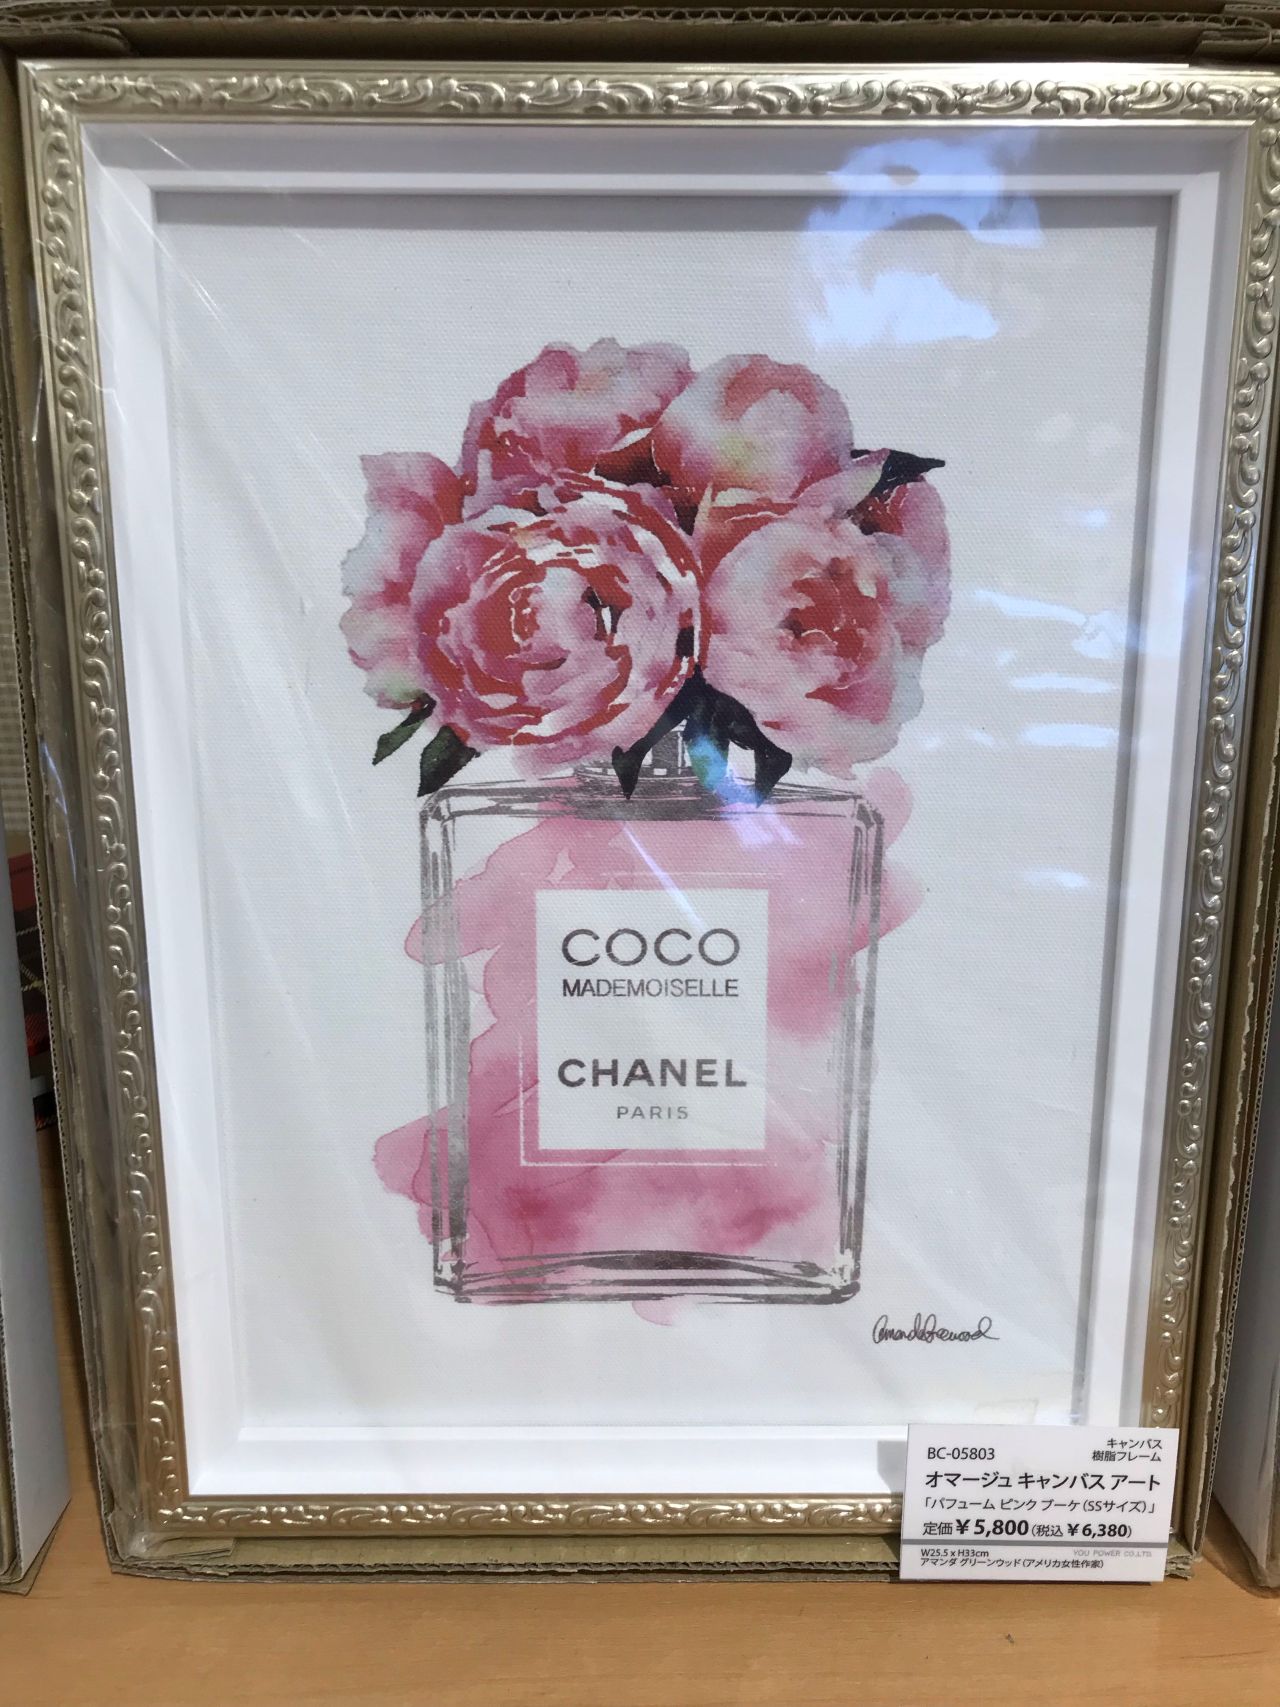 COCO
MADEMOISELLE
CHANEL
PARIS
BC-05803
キャンバス
樹脂フレーム
オマージュ キャンバス アート
「パフューム ピンク ブーケ（SSサイズ）」
定価￥5,800（税込￥6,380）
W25.5 x H33cm
YOU POWER CO.,LTD.
アマンダ グリーンウッド（アメリカ女性作家）